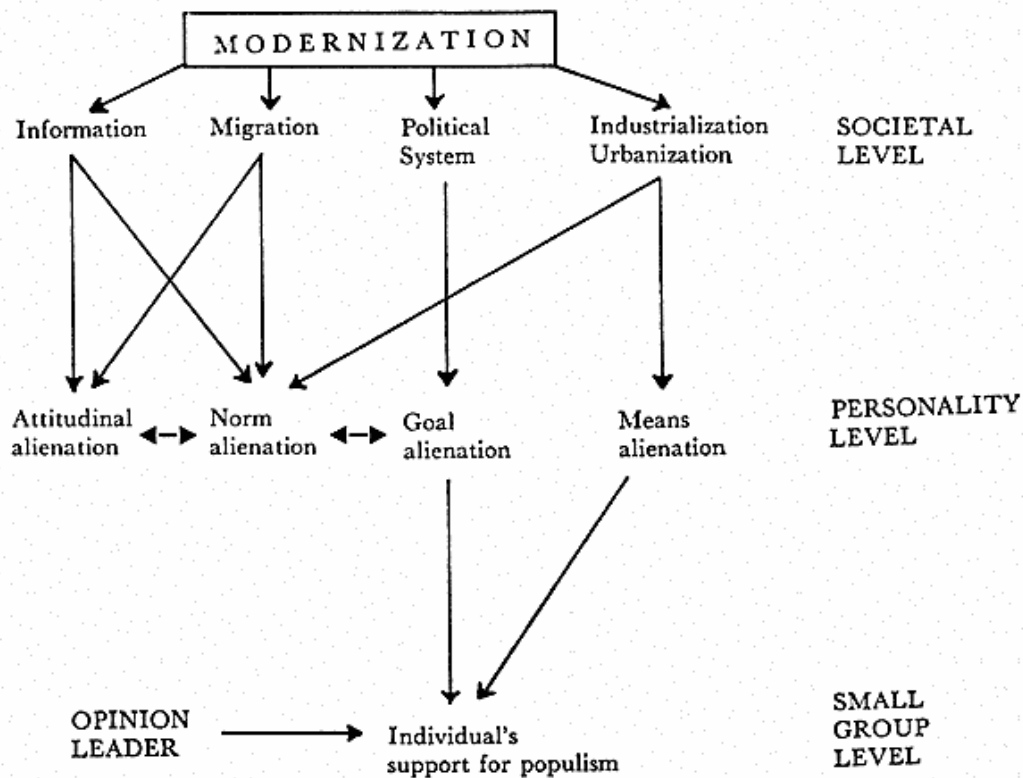 MODERNIZATION
Information
Migration
Political
System
Industrialization
Urbanization
SOCIETAL
LEVEL
Attitudinal
alienation
Norm
alienation
Goal
alienation
Means
alienation
PERSONALITY
LEVEL
OPINION
LEADER
Individual's
support for populism
SMALL
GROUP
LEVEL